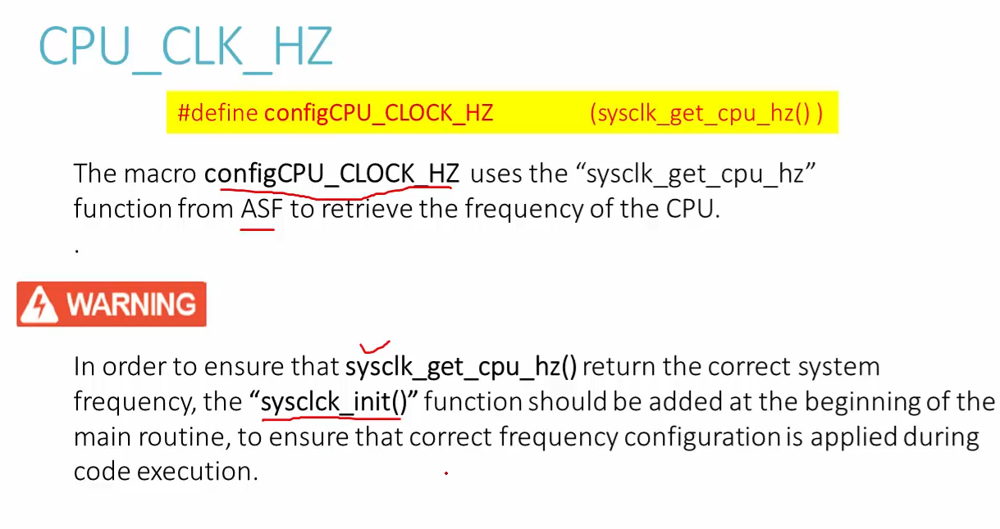 CPU_CLK_HZ
#define configCPU_CLOCK_HZ (sysclk_get_cpu_hz() )
The macro configCPU_CLOCK_HZ uses the “sysclk_get_cpu_hz”
function from ASF to retrieve the frequency of the CPU.
.
WARNING
In order to ensure that sysclk_get_cpu_hz() return the correct system
frequency, the “sysclck_init()” function should be added at the beginning of the
main routine, to ensure that correct frequency configuration is applied during
code execution.